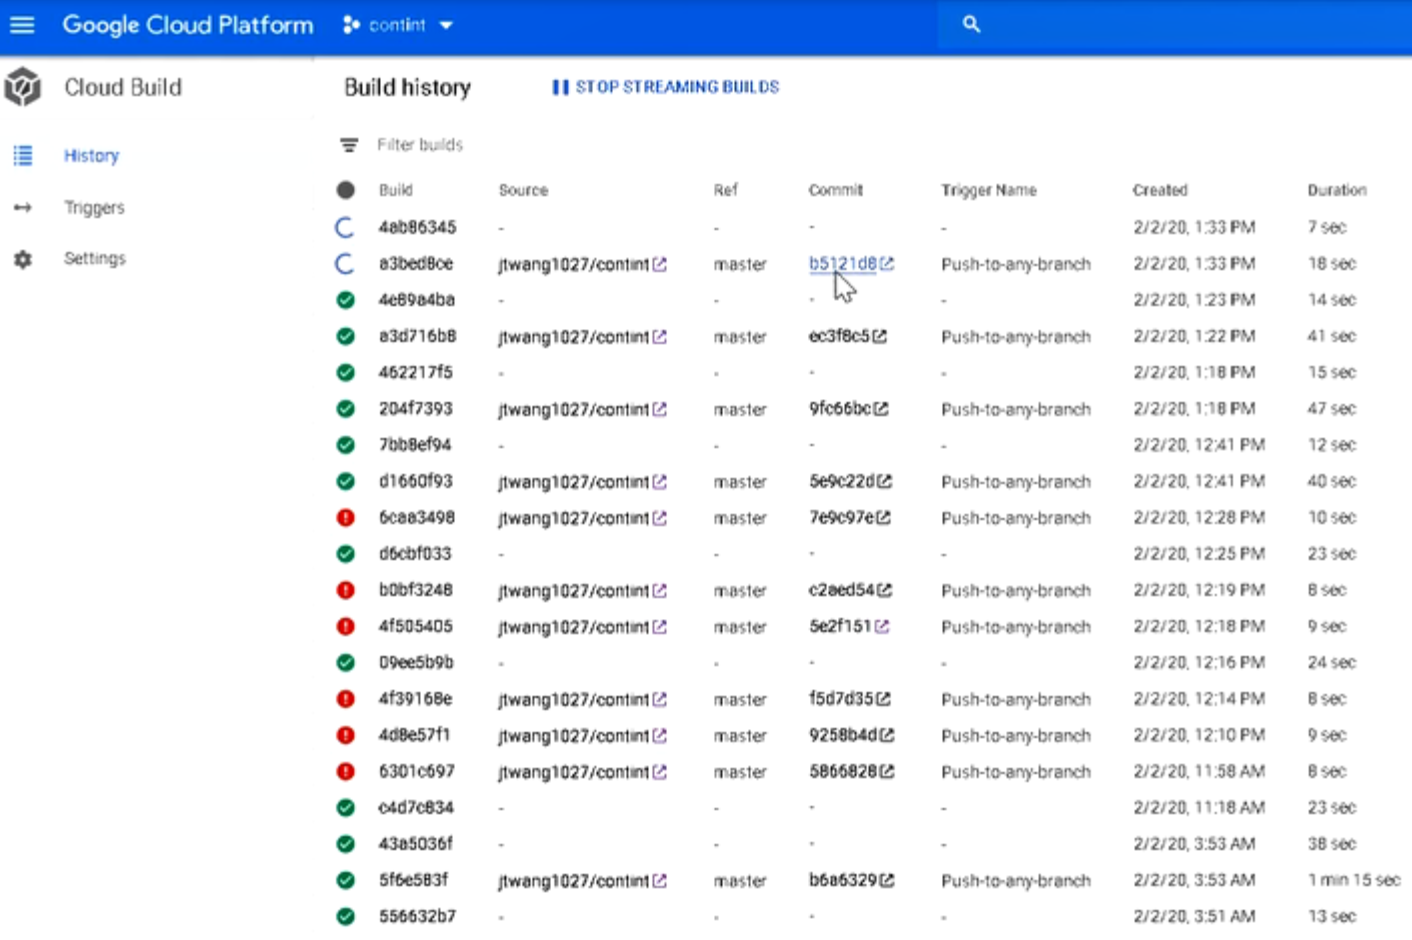 Google Cloud Platform contint
Cloud Build
History
Triggers
Settings
Build history STOP STREAMING BUILDS
Filter builds
Build Source Ref Commit Trigger Name Created Duration
4ab86345 - - - - 2/2/20, 1:33 PM 7 sec
a3bed8ce jtwang1027/contint master b5121d8 Push-to-any-branch 2/2/20, 1:33 PM 18 sec
4e89a4ba - - - - 2/2/20, 1:23 PM 14 sec
a3d716b8 jtwang1027/contint master ec3f8c5 Push-to-any-branch 2/2/20, 1:22 PM 41 sec
462217f5 - - - - 2/2/20, 1:18 PM 15 sec
204f7393 jtwang1027/contint master 9fc66bc Push-to-any-branch 2/2/20, 1:18 PM 47 sec
7bb8ef94 - - - - 2/2/20, 12:41 PM 12 sec
d1660f93 jtwang1027/contint master 5e9c22d Push-to-any-branch 2/2/20, 12:41 PM 40 sec
6caa3498 jtwang1027/contint master 7e9c97e Push-to-any-branch 2/2/20, 12:28 PM 10 sec
d6cbf033 - - - - 2/2/20, 12:25 PM 23 sec
b0bf3248 jtwang1027/contint master c2aed54 Push-to-any-branch 2/2/20, 12:19 PM 8 sec
4f505405 jtwang1027/contint master 5e2f151 Push-to-any-branch 2/2/20, 12:18 PM 9 sec
09ee5b9b - - - - 2/2/20, 12:16 PM 24 sec
4f39168e jtwang1027/contint master f5d7d35 Push-to-any-branch 2/2/20, 12:14 PM 8 sec
4d8e57f1 jtwang1027/contint master 9258b4d Push-to-any-branch 2/2/20, 12:10 PM 9 sec
6301c697 jtwang1027/contint master 5866828 Push-to-any-branch 2/2/20, 11:58 AM 8 sec
c4d7c834 - - - - 2/2/20, 11:18 AM 23 sec
43a5036f - - - - 2/2/20, 3:53 AM 38 sec
5f6e583f jtwang1027/contint master b6a6329 Push-to-any-branch 2/2/20, 3:53 AM 1 min 15 sec
556632b7 - - - - 2/2/20, 3:51 AM 13 sec